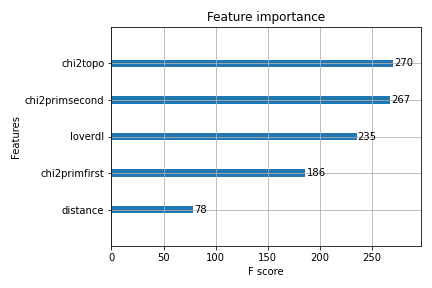 Feature importance
Features
chi2topo 270
chi2primsecond 267
loverdl 235
chi2primfirst 186
distance 78
0 50 100 150 200 250
F score